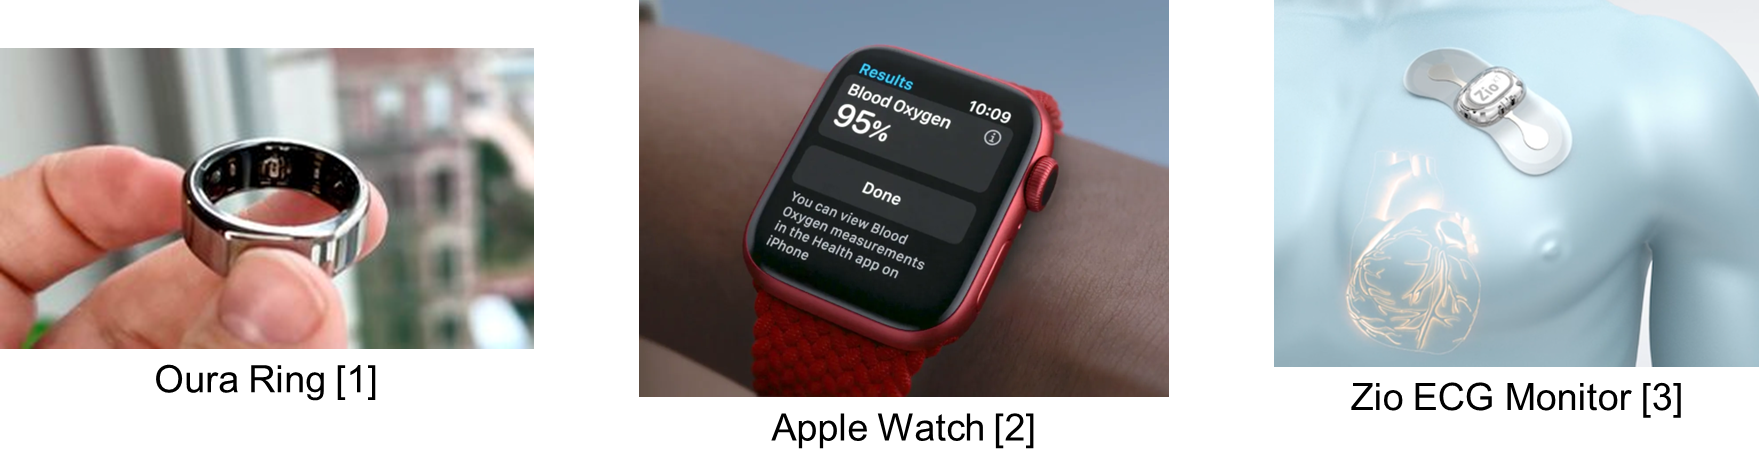 Results
10:09
Blood Oxygen
95%
Done
You can view Blood
Oxygen measurements
in the Health app on
iPhone
Zio
Oura Ring [1]
Apple Watch [2]
Zio ECG Monitor [3]